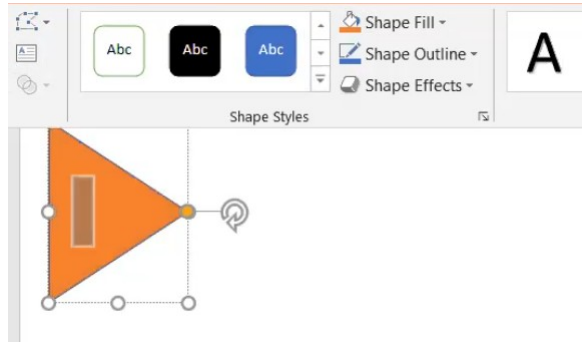 Abc Abc Abc
Shape Fill
Shape Outline
Shape Effects
Shape Styles
A